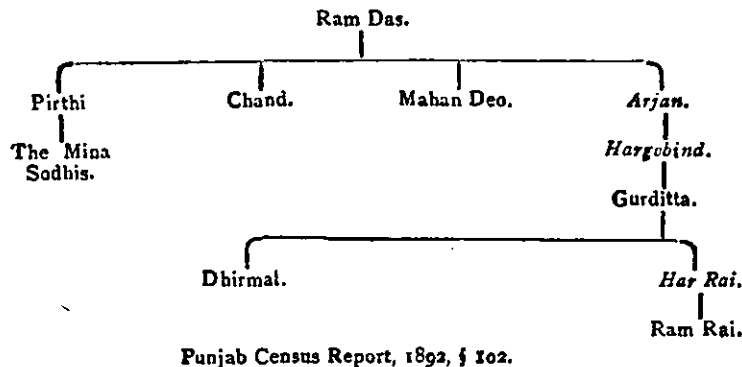 Ram Das.
Pirthi Chand. Mahan Deo. Arjan.
The Mina
Sodhis.
Hargobind.
Gurditta.
Dhirmal. Har Rai.
Ram Rai.
Punjab Census Report, 1892, § 102.